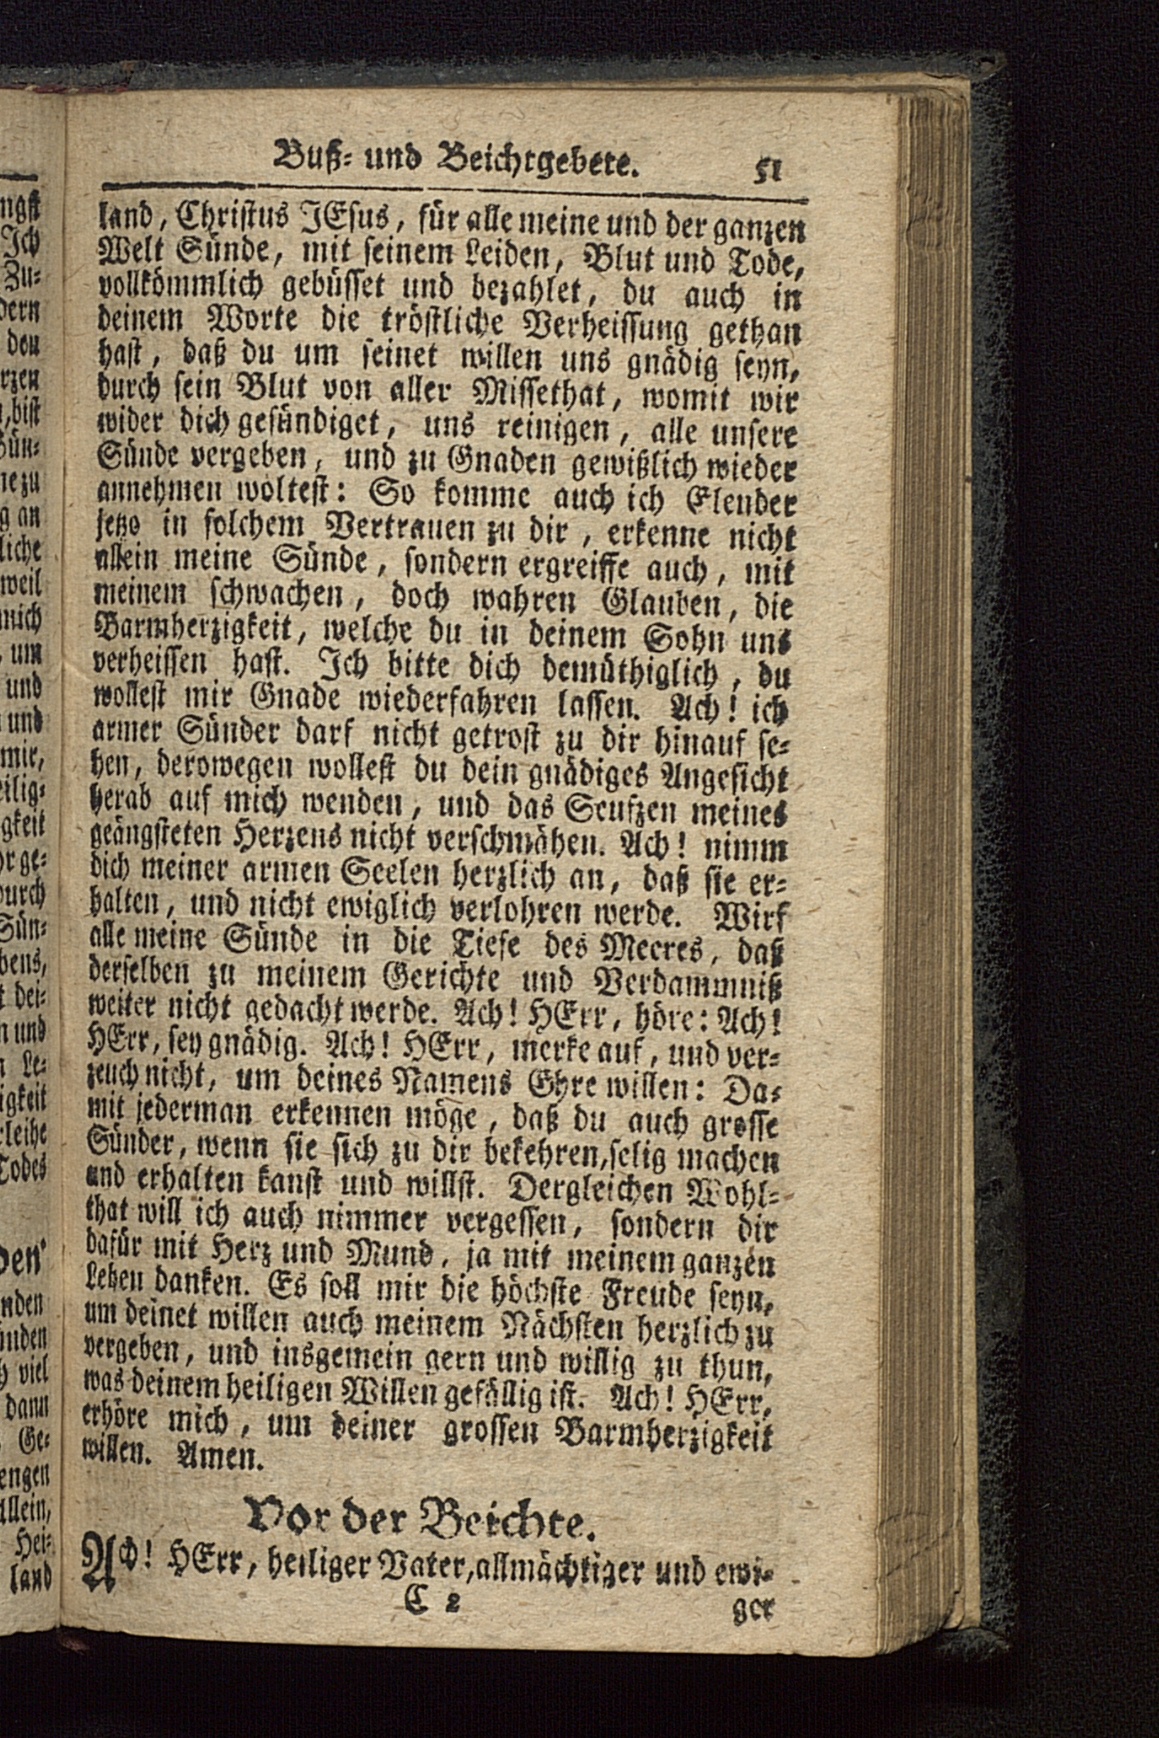 Buß- und Beichtgebete. 51
land, Christus JEsus, für alle meine und der ganzen
Welt Sünde, mit seinem Leiden, Blut und Tode,
vollkömmlich gebüsset und bezahlet, du auch in
deinem Worte die tröstliche Verheissung gethan
hast, daß du um seinet willen uns gnädig seyn,
durch sein Blut von aller Missethat, womit wir
wider dich gesündiget, uns reinigen, alle unsere
Sünde vergeben, und zu Gnaden gewißlich wieder
annehmen woltest: So komme auch ich Elender
jetzo in solchem Vertrauen zu dir, erkenne nicht
allein meine Sünde, sondern ergreiffe auch, mit
meinem schwachen, doch wahren Glauben, die
Barmherzigkeit, welche du in deinem Sohn uns
verheissen hast. Ich bitte dich demüthiglich, du
wollest mir Gnade wiederfahren lassen. Ach! ich
armer Sünder darf nicht getrost zu dir hinauf se-
hen, derowegen wollest du dein gnädiges Angesicht
herab auf mich wenden, und das Seufzen meines
geängsteten Herzens nicht verschmähen. Ach! nimm
dich meiner armen Seelen herzlich an, daß sie er-
halten, und nicht ewiglich verlohren werde. Wirf
alle meine Sünde in die Tiefe des Meeres, daß
derselben zu meinem Gerichte und Verdammniß
weiter nicht gedacht werde. Ach! HErr, höre: Ach!
HErr, sey gnädig. Ach! HErr, merke auf, und ver-
zeuch nicht, um deines Namens Ehre willen: Da-
mit jederman erkennen möge, daß du auch grosse
Sünder, wenn sie sich zu dir bekehren, selig machen
und erhalten kanst und willst. Dergleichen Wohl-
that will ich auch nimmer vergessen, sondern dir
dafür mit Herz und Mund, ja mit meinem ganzen
Leben danken. Es soll mir die höchste Freude seyn,
um deinet willen auch meinem Nächsten herzlich zu
vergeben, und insgemein gern und willig zu thun,
was deinem heiligen Willen gefällig ist. Ach! HErr,
erhöre mich, um deiner grossen Barmherzigkeit
willen. Amen.
Vor der Beichte.
Ach! HErr, heiliger Vater, allmächtiger und ewi-
C 2 ger